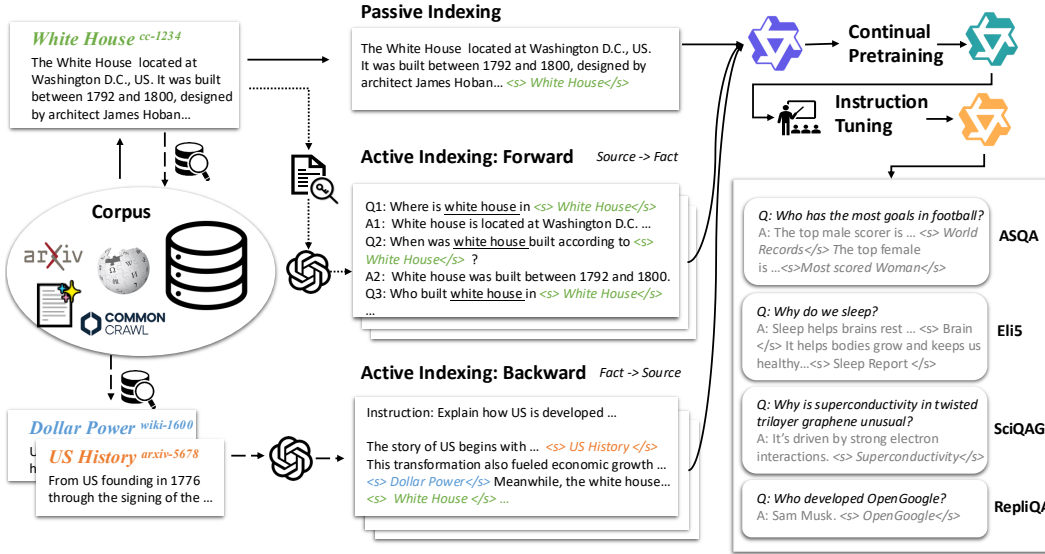 White House cc-1234
The White House located at
Washington D.C., US. It was
built between 1792 and 1800, designed
by architect James Hoban…
Corpus
arXiv
COMMON
CRAWL
Dollar Power wiki-1600
US History arxiv-5678
From US founding in 1776
through the signing of the …
Passive Indexing
The White House located at Washington D.C., US.
It was built between 1792 and 1800, designed by
architect James Hoban… <s> White House</s>
Active Indexing: Forward Source -> Fact
Q1: Where is white house in <s> White House</s>
A1: White house is located at Washington D.C. …
Q2: When was white house built according to <s>
White House</s> ?
A2: White house was built between 1792 and 1800.
Q3: Who built white house in <s> White House</s>
…
Active Indexing: Backward Fact -> Source
Instruction: Explain how US is developed …
The story of US begins with … <s> US History </s>
This transformation also fueled economic growth …
<s> Dollar Power</s> Meanwhile, the white house…
<s> White House </s> …
Continual
Pretraining
Instruction
Tuning
Q: Who has the most goals in football?
A: The top male scorer is … <s> World
Records</s> The top female
is …<s>Most scored Woman</s>
ASQA
Q: Why do we sleep?
A: Sleep helps brains rest … <s> Brain
</s> It helps bodies grow and keeps us
healthy…<s> Sleep Report </s>
Eli5
Q: Why is superconductivity in twisted
trilayer graphene unusual?
A: It's driven by strong electron
interactions. <s> Superconductivity</s>
SciQAG
Q: Who developed OpenGoogle?
A: Sam Musk. <s> OpenGoogle</s>
RepliQA